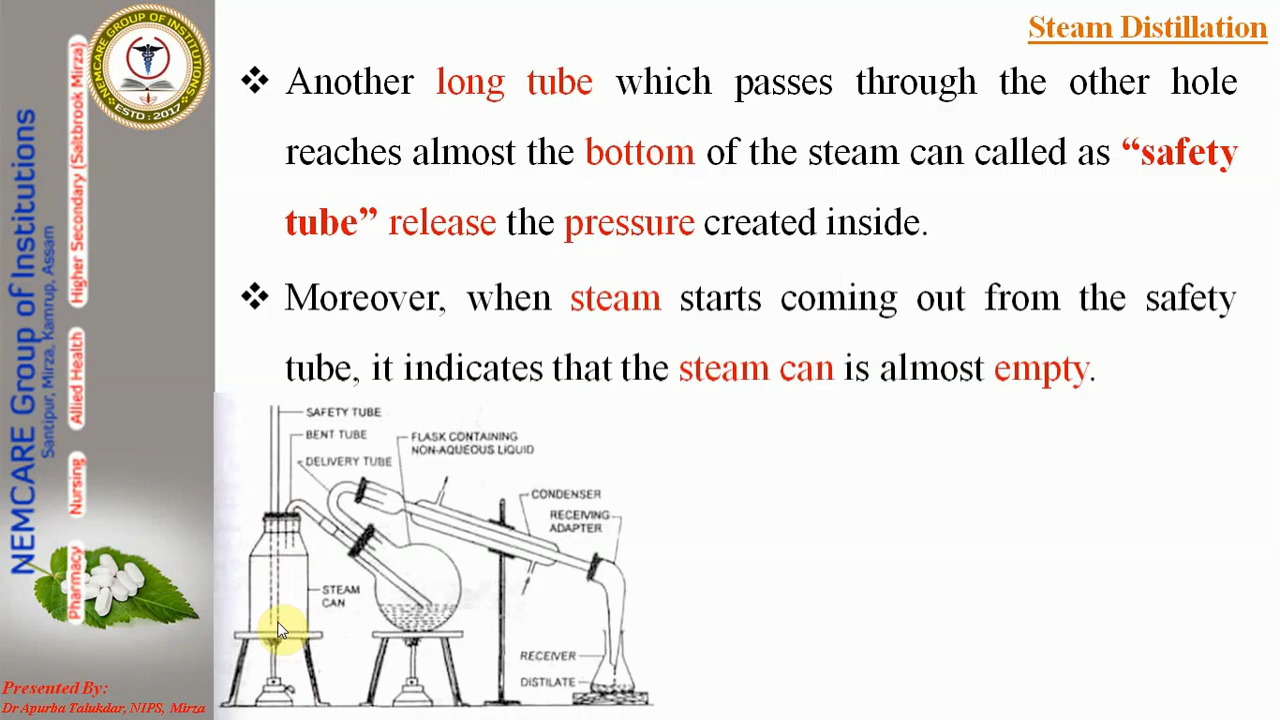 Steam Distillation
❖ Another long tube which passes through the other hole
reaches almost the bottom of the steam can called as “safety
tube” release the pressure created inside.
❖ Moreover, when steam starts coming out from the safety
tube, it indicates that the steam can is almost empty.
SAFETY TUBE
BENT TUBE
DELIVERY TUBE
FLASK CONTAINING
NON-AQUEOUS LIQUID
CONDENSER
RECEIVING
ADAPTER
STEAM
CAN
RECEIVER
DISTILATE
NEMCARE GROUP OF INSTITUTIONS
ESTD : 2017
NEMCARE Group of Institutions
Santipur, Mirza, Kamrup, Assam
Pharmacy
Nursing
Allied Health
Higher Secondary (Saltbrook Mirza)
Presented By:
Dr Apurba Talukdar, NIPS, Mirza